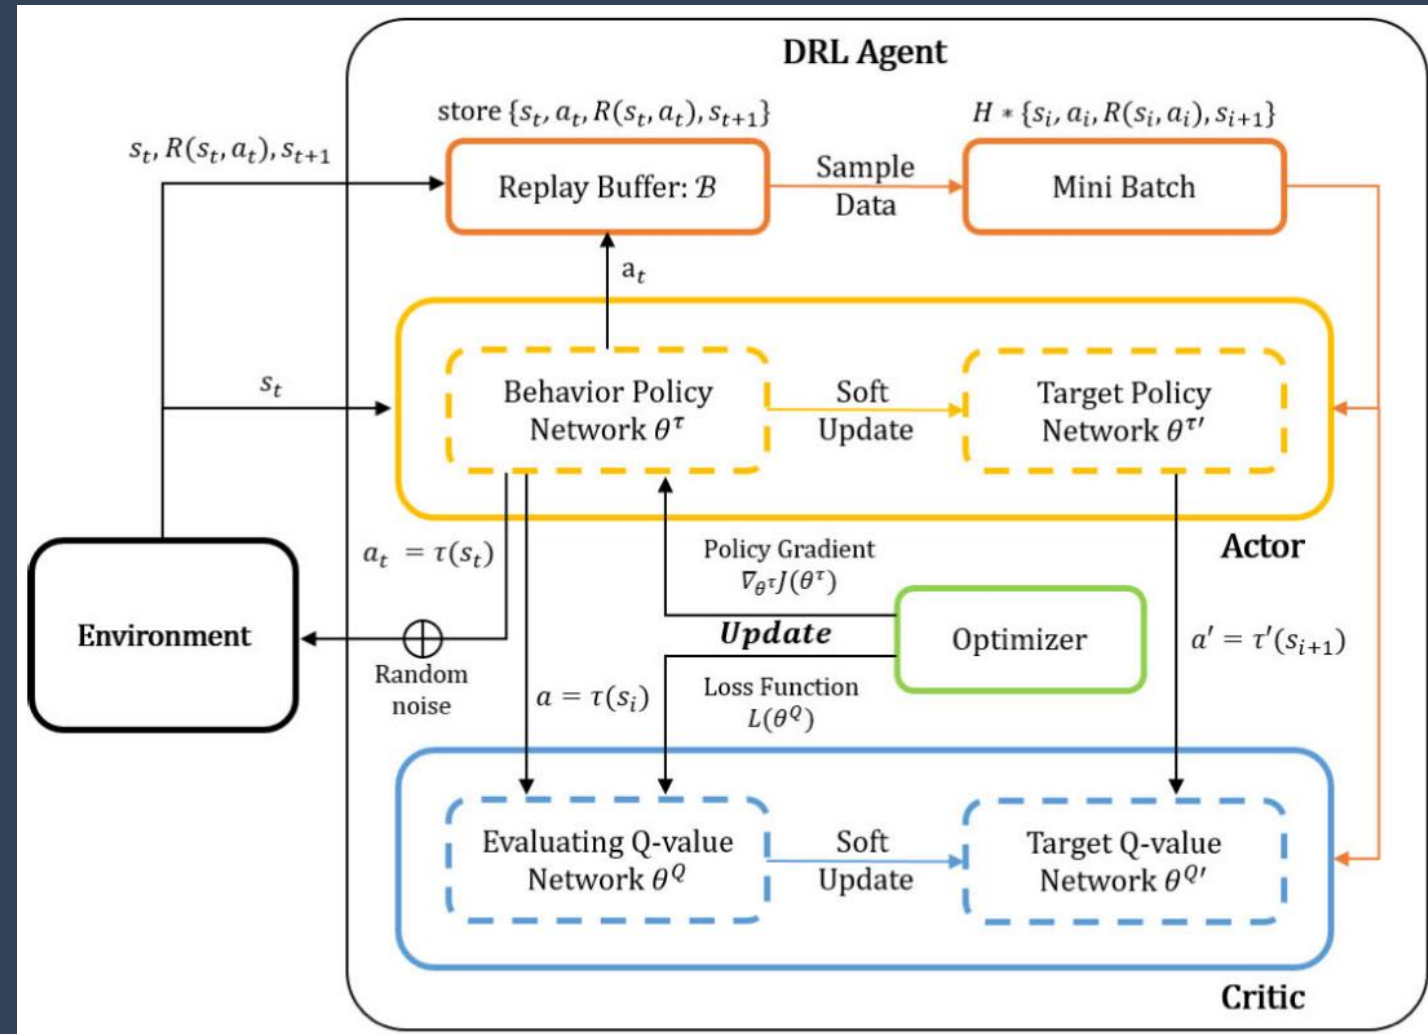 DRL Agent
store {s_t, a_t, R(s_t, a_t), s_{t+1}}
H ∗ {s_i, a_i, R(s_i, a_i), s_{i+1}}
s_t, R(s_t, a_t), s_{t+1}
Replay Buffer: ℬ
Sample
Data
Mini Batch
a_t
s_t
Behavior Policy
Network θ^τ
Soft
Update
Target Policy
Network θ^{τ′}
Actor
a_t = τ(s_t)
Policy Gradient
∇_{θ^τ}J(θ^τ)
Environment
Update
Optimizer
a′ = τ′(s_{i+1})
Random
noise
a = τ(s_i)
Loss Function
L(θ^Q)
Evaluating Q-value
Network θ^Q
Soft
Update
Target Q-value
Network θ^{Q′}
Critic